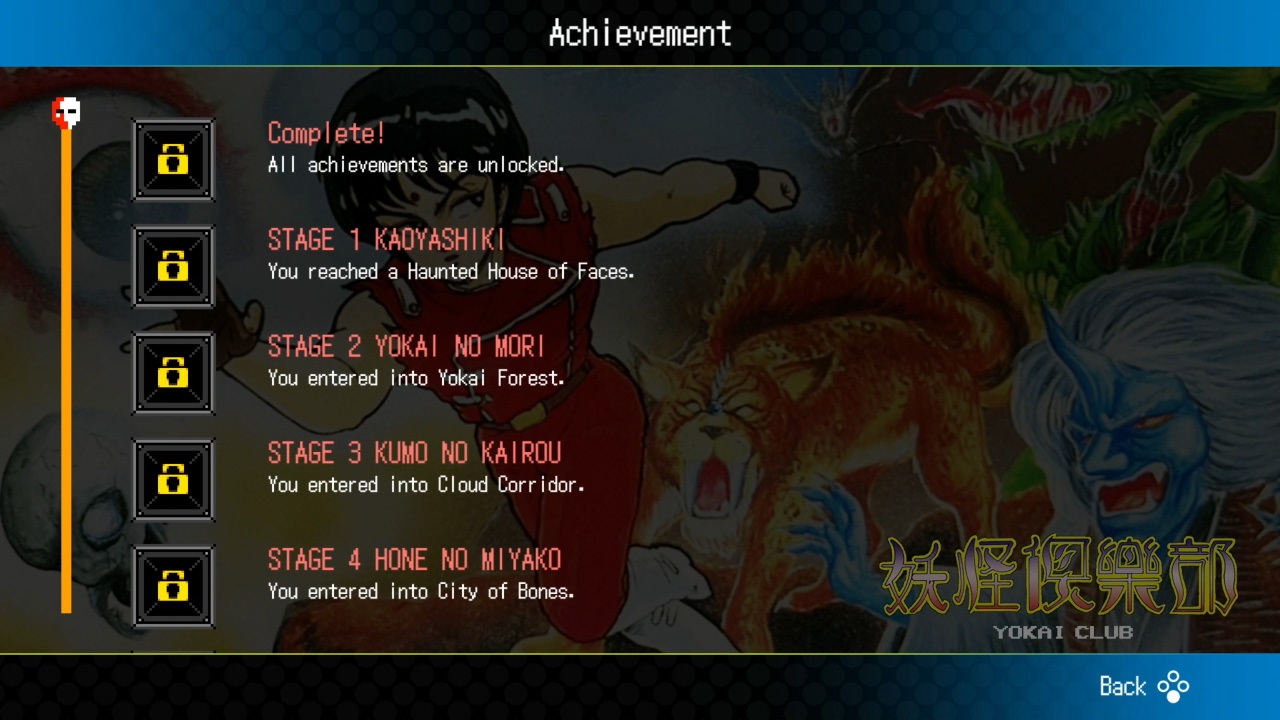 Achievement
Complete!
All achievements are unlocked.
STAGE 1 KAOYASHIKI
You reached a Haunted House of Faces.
STAGE 2 YOKAI NO MORI
You entered into Yokai Forest.
STAGE 3 KUMO NO KAIROU
You entered into Cloud Corridor.
STAGE 4 HONE NO MIYAKO
You entered into City of Bones.
妖怪倶樂部
YOKAI CLUB
Back